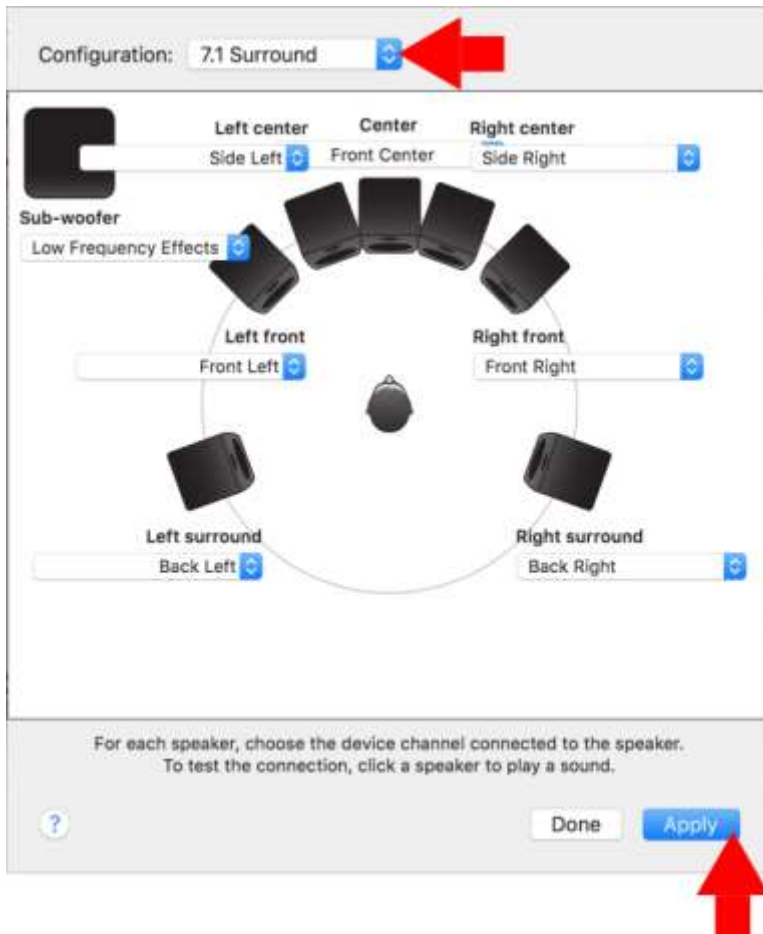 Configuration: 7.1 Surround
Left center Center Right center
Side Left Front Center Side Right
Sub-woofer
Low Frequency Effects
Left front Right front
Front Left Front Right
Left surround Right surround
Back Left Back Right
For each speaker, choose the device channel connected to the speaker.
To test the connection, click a speaker to play a sound.
? Done Apply